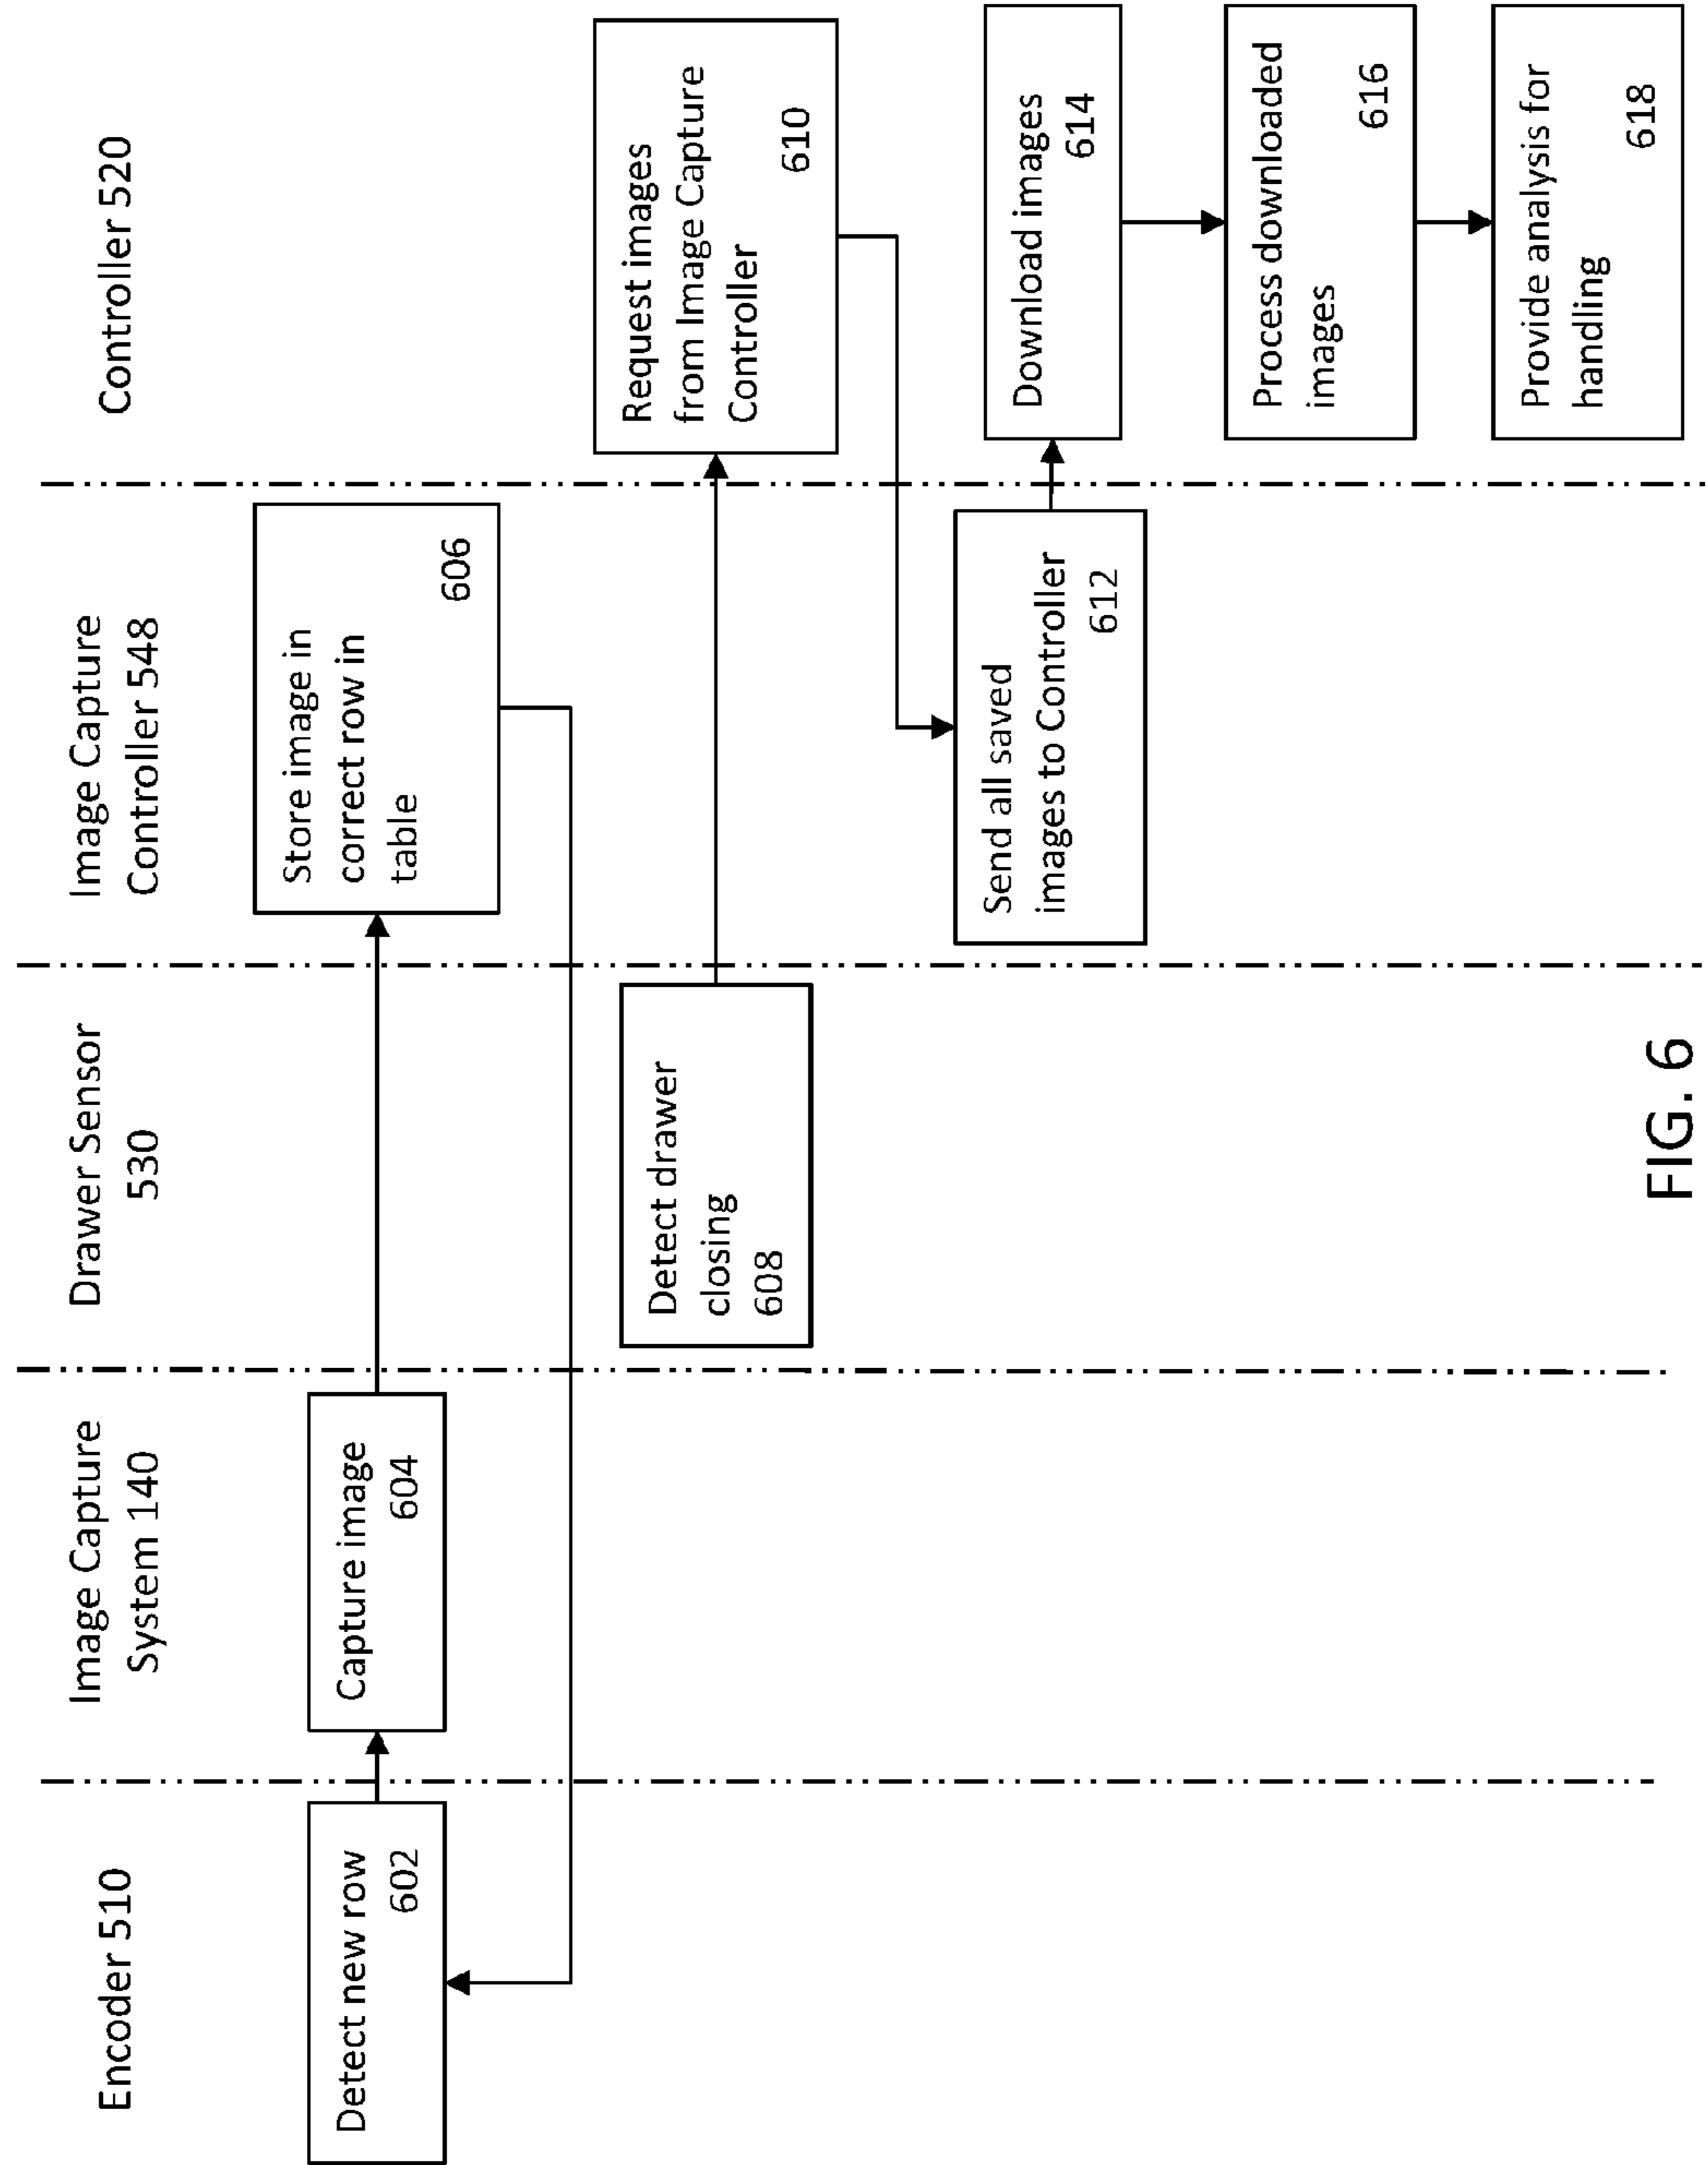 Encoder 510
Image Capture
System 140
Drawer Sensor
530
Image Capture
Controller 548
Controller 520
Detect new row
602
Capture image
604
Store image in
correct row in
table
606
Detect drawer
closing
608
Request images
from Image Capture
Controller
610
Send all saved
images to Controller
612
Download images
614
Process downloaded
images
616
Provide analysis for
handling
618
FIG. 6